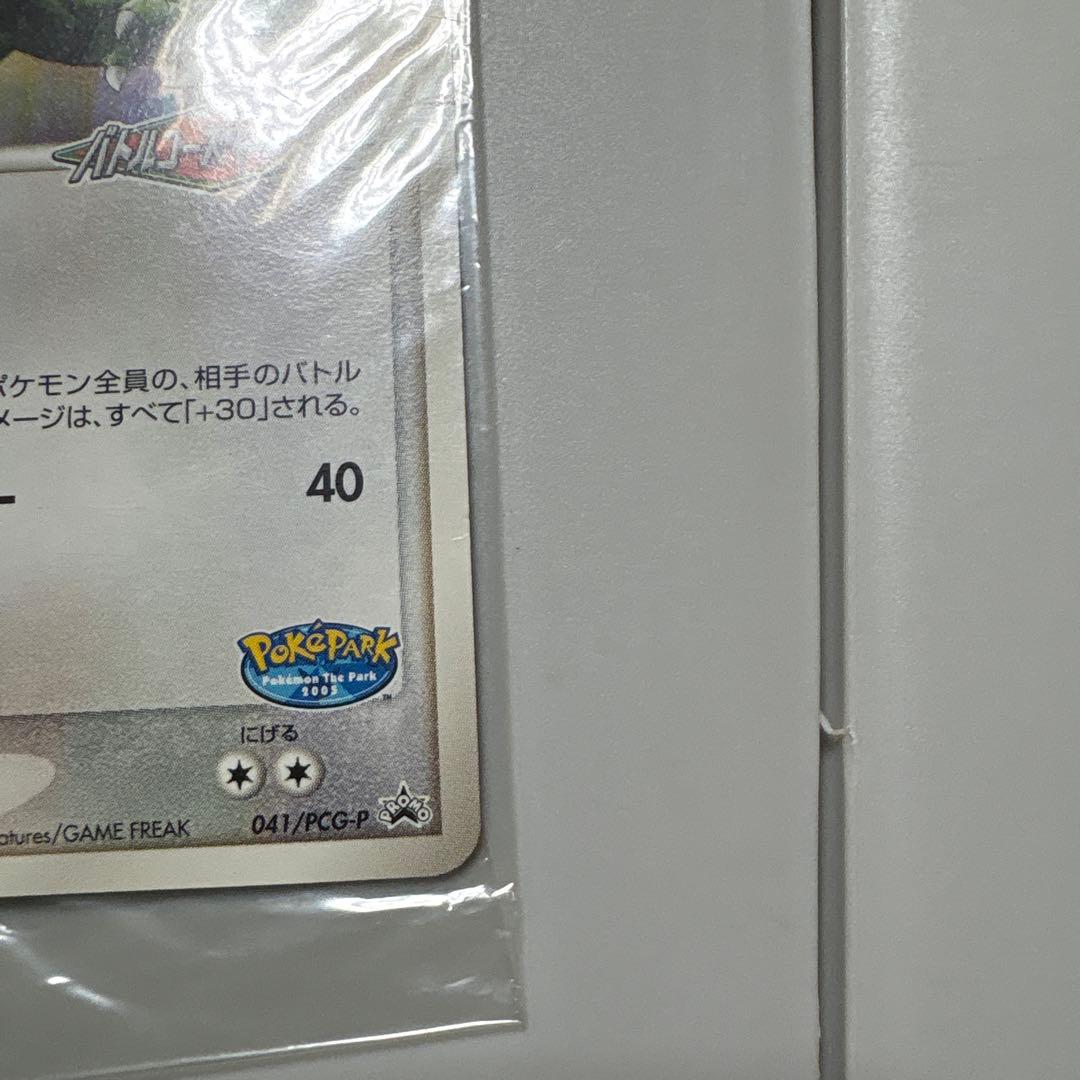 バトルロード
ポケモン全員の、相手のバトル
メージは、すべて「+30」される。
ー 40
POKéPARK
Pokémon The Park
2005
TM
にげる
atures/GAME FREAK 041/PCG-P PROMO